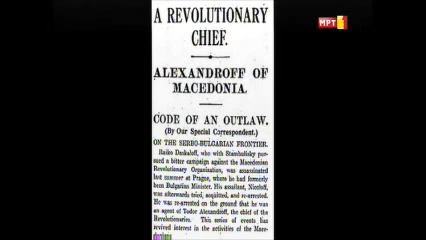 МРТ 1
A REVOLUTIONARY
CHIEF.
ALEXANDROFF OF
MACEDONIA.
CODE OF AN OUTLAW.
(By Our Special Correspondent.)
ON THE SERBO-BULGARIAN FRONTIER.
Raiko Daskaloff, who with Stambulisky pur-
sued a bitter campaign against the Macedonian
Revolutionary Organisation, was assassinated
last summer at Prague, where he had formerly
been Bulgarian Minister. His assailant, Nicoloff,
was afterwards tried, acquitted, and re-arrested.
He was re-arrested on the ground that he was
an agent of Todor Alexandroff, the chief of the
Revolutionaries. This series of events has
revived interest in the activities of the Mace-